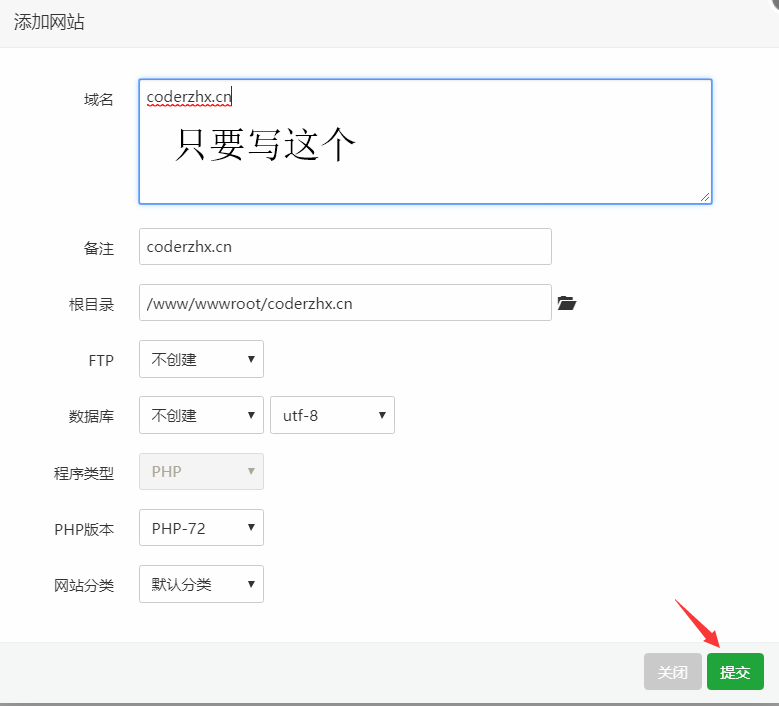 添加网站
域名
coderzhx.cn
只要写这个
备注 coderzhx.cn
根目录 /www/wwwroot/coderzhx.cn
FTP 不创建
数据库 不创建 utf-8
程序类型 PHP
PHP版本 PHP-72
网站分类 默认分类
关闭 提交